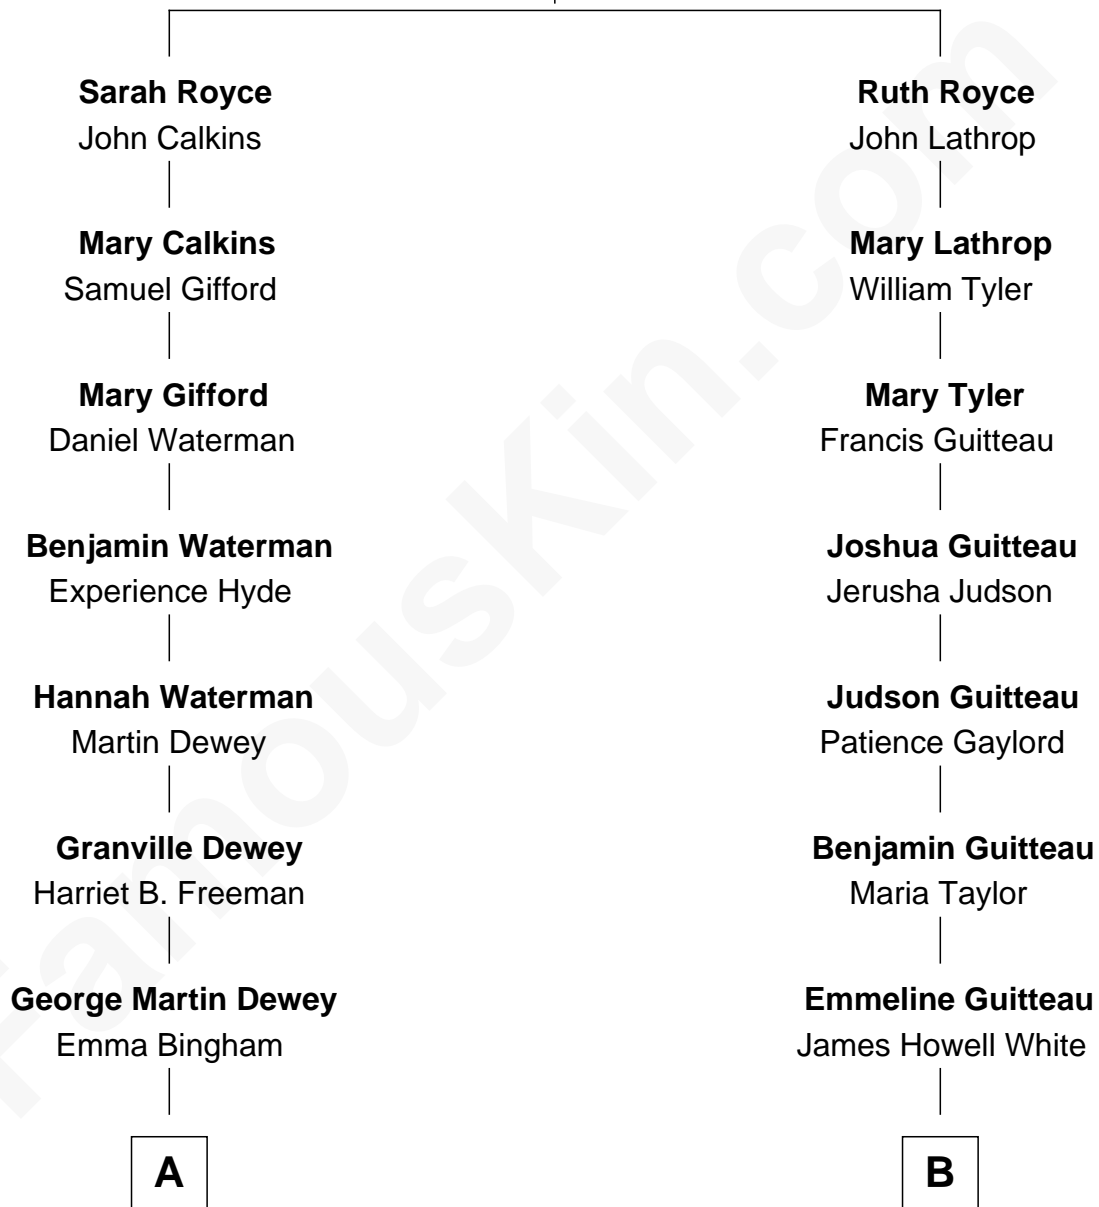 Sarah Royce
John Calkins
Ruth Royce
John Lathrop
Mary Calkins
Samuel Gifford
Mary Lathrop
William Tyler
Mary Gifford
Daniel Waterman
Mary Tyler
Francis Guitteau
Benjamin Waterman
Experience Hyde
Joshua Guitteau
Jerusha Judson
Hannah Waterman
Martin Dewey
Judson Guitteau
Patience Gaylord
Granville Dewey
Harriet B. Freeman
Benjamin Guitteau
Maria Taylor
George Martin Dewey
Emma Bingham
Emmeline Guitteau
James Howell White
A
B
FamousKin.com